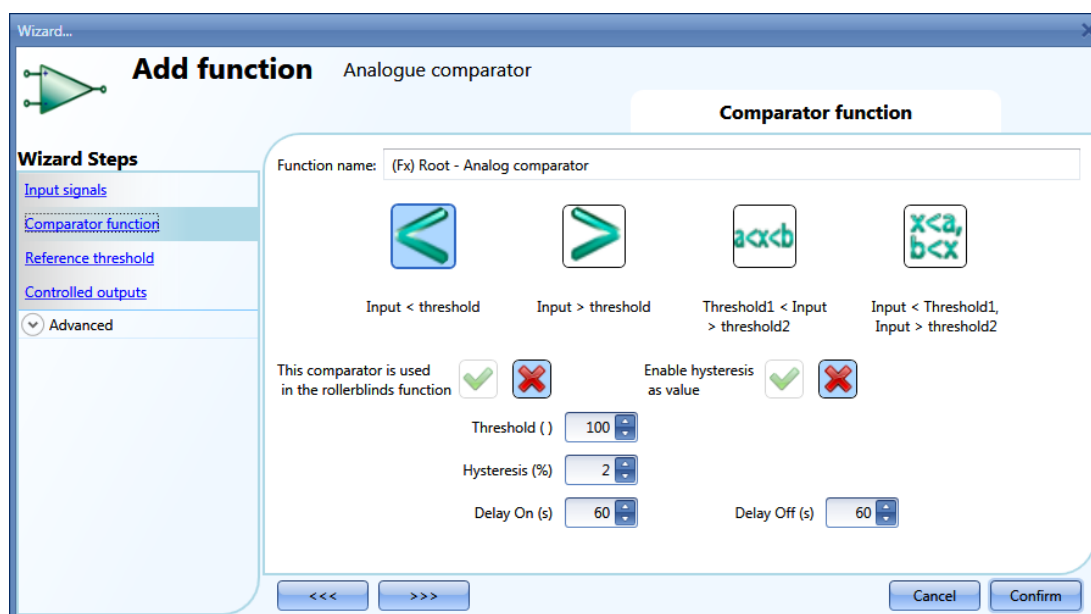 Wizard...
Add function Analogue comparator
Comparator function
Wizard Steps
Input signals
Comparator function
Reference threshold
Controlled outputs
Advanced
Function name: (Fx) Root - Analog comparator
< > a<x<b x<a,
b<x
Input < threshold Input > threshold Threshold1 < Input Input < Threshold1,
> threshold2 Input > threshold2
This comparator is used Enable hysteresis
in the rollerblinds function as value
Threshold ( ) 100
Hysteresis (%) 2
Delay On (s) 60 Delay Off (s) 60
<<< >>> Cancel Confirm